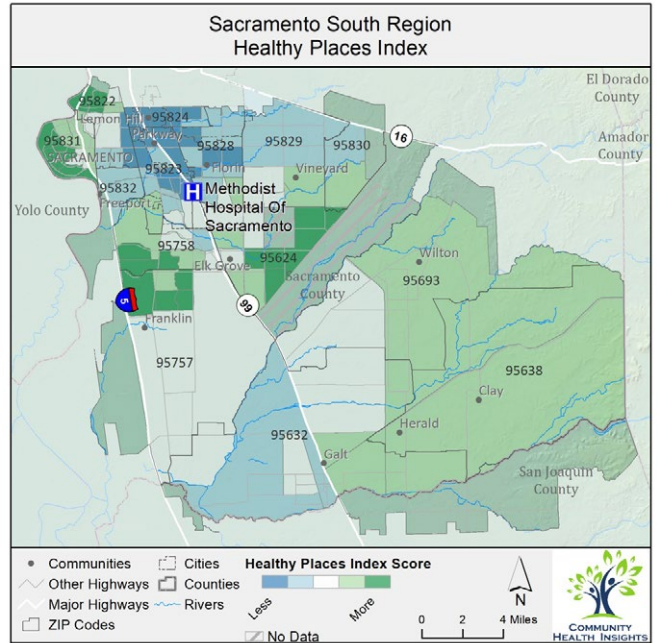 Sacramento South Region
Healthy Places Index
El Dorado
County
95822
Lemon Hill
95824
16
Amador
County
Parkway
95831
95828
95829
95830
SACRAMENTO
Florin
95823
Vineyard
95832
H
Methodist
Hospital Of
Sacramento
Freeport
Yolo County
95758
95624
Wilton
Elk Grove
Sacramento
County
95693
5
99
Franklin
95757
95638
Clay
95632
Herald
Galt
San Joaquin
County
Communities
Cities
Healthy Places Index Score
Other Highways
Counties
Major Highways
Rivers
Less
More
N
ZIP Codes
No Data
0 2 4 Miles
COMMUNITY
HEALTH INSIGHTS